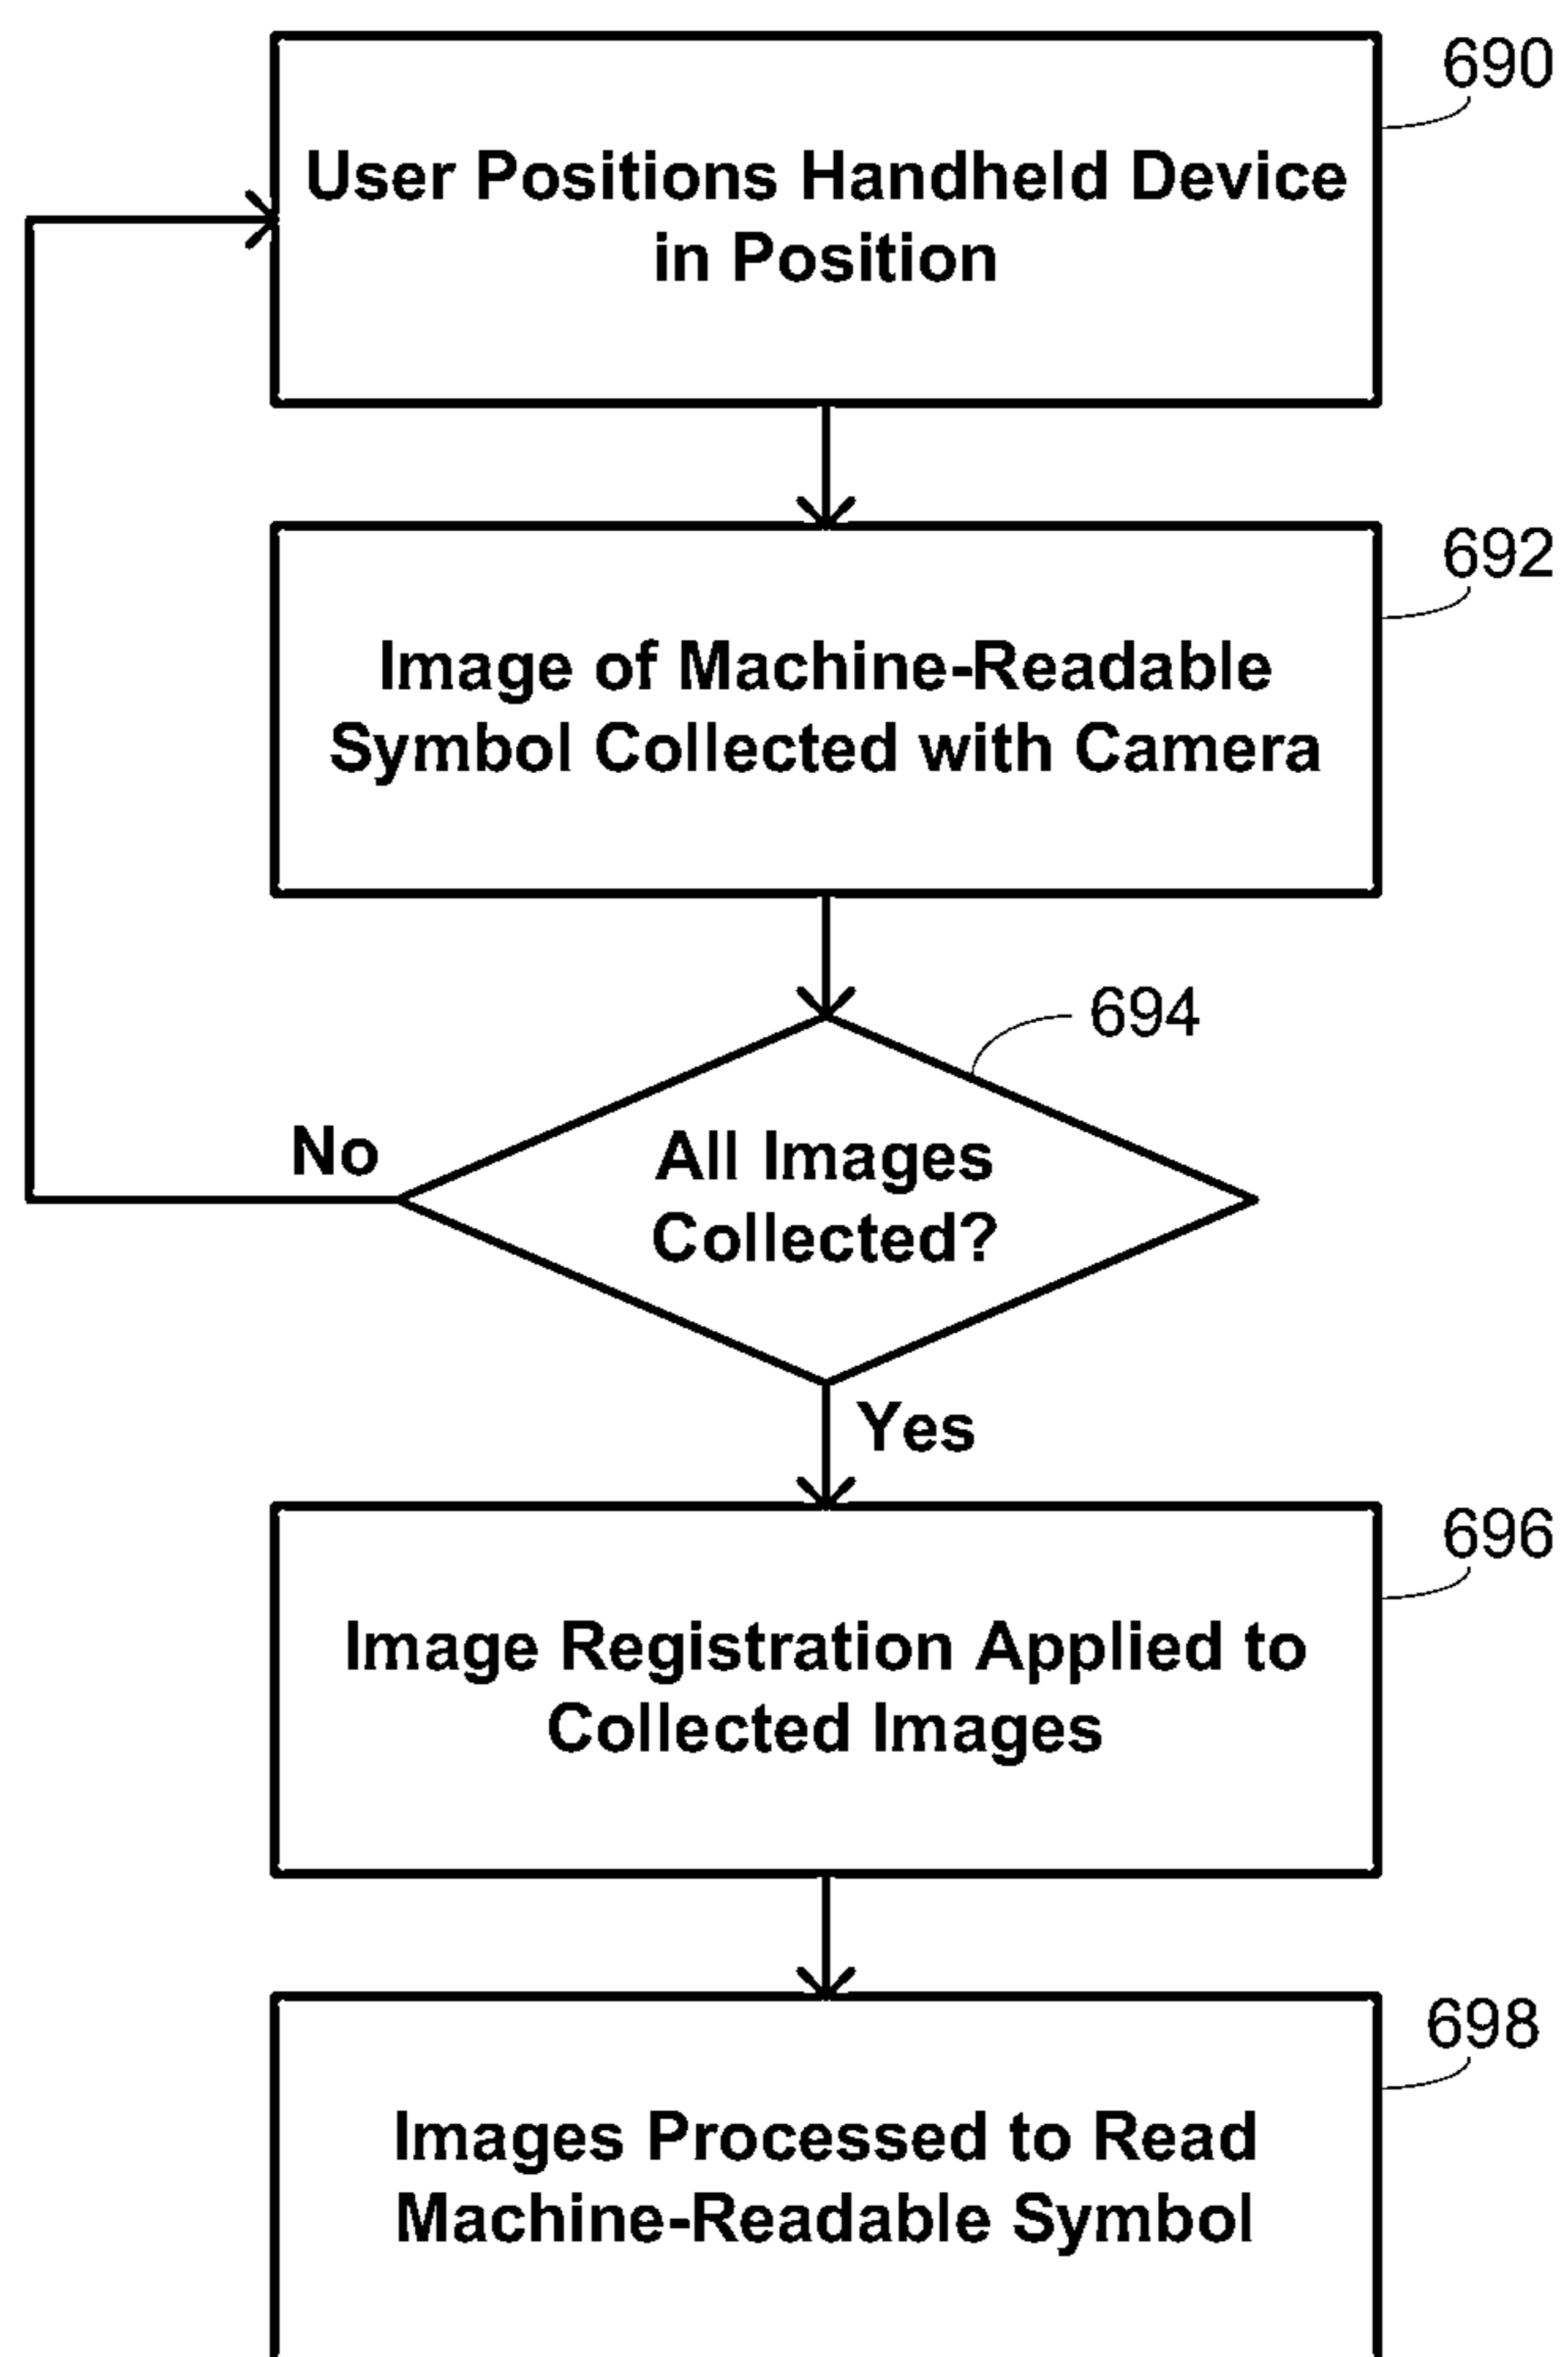 690
User Positions Handheld Device
in Position
692
Image of Machine-Readable
Symbol Collected with Camera
694
No
All Images
Collected?
Yes
696
Image Registration Applied to
Collected Images
698
Images Processed to Read
Machine-Readable Symbol